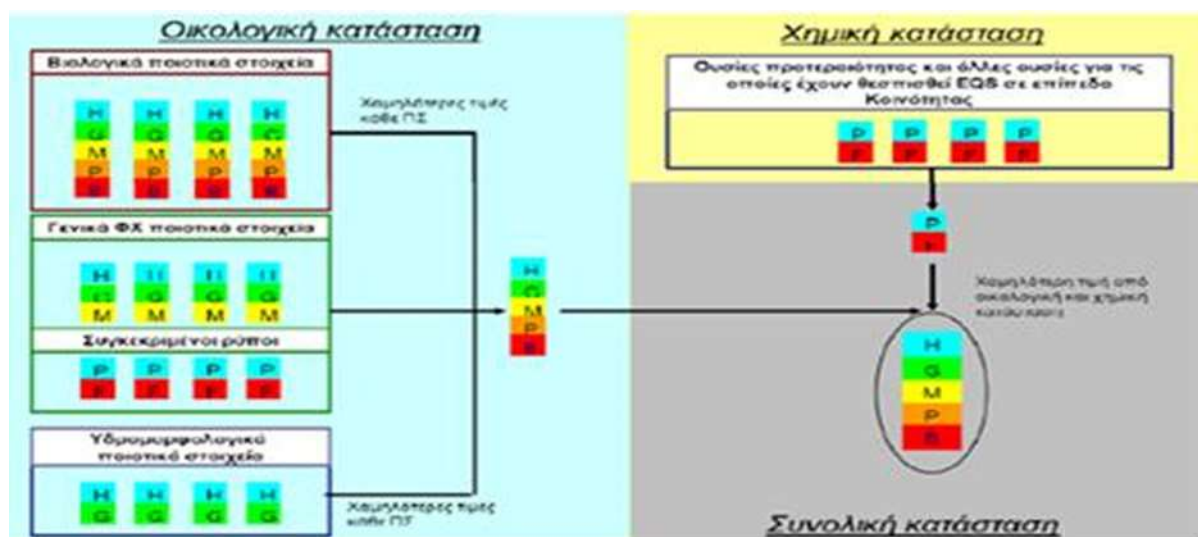 Οικολογική κατάσταση
Βιολογικά ποιοτικά στοιχεία
H H H H
G G G G
M M M M
P P P P
B B B B
Χαμηλότερες τιμές
κάθε ΠΣ
Γενικά ΦΧ ποιοτικά στοιχεία
H H H H
G G G G
M M M M
Συγκεκριμένοι ρύποι
P P P P
F F F F
Υδρομορφολογικά
ποιοτικά στοιχεία
H H H H
G G G G
Χαμηλότερες τιμές
κάθε ΠΣ
H
G
M
P
B
Χημική κατάσταση
Ουσίες προτεραιότητας και άλλες ουσίες για τις
οποίες έχουν θεσπισθεί EQS σε επίπεδο
Κοινότητας
P P P P
F F F F
P
F
Χαμηλότερη τιμή από
οικολογική και χημική
κατάσταση
H
G
M
P
B
Συνολική κατάσταση